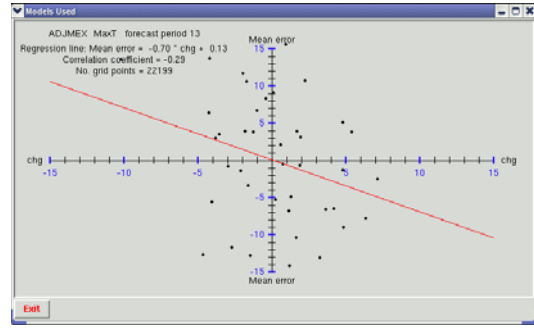 Models Used
ADJMEX MaxT forecast period 13
Regression line: Mean error = -0.70 * chg + 0.13
Correlation coefficient = -0.29
No. grid points = 22199
Mean error
15
10
5
chg -15 -10 -5 5 10 15 chg
-5
-10
-15
Mean error
Exit